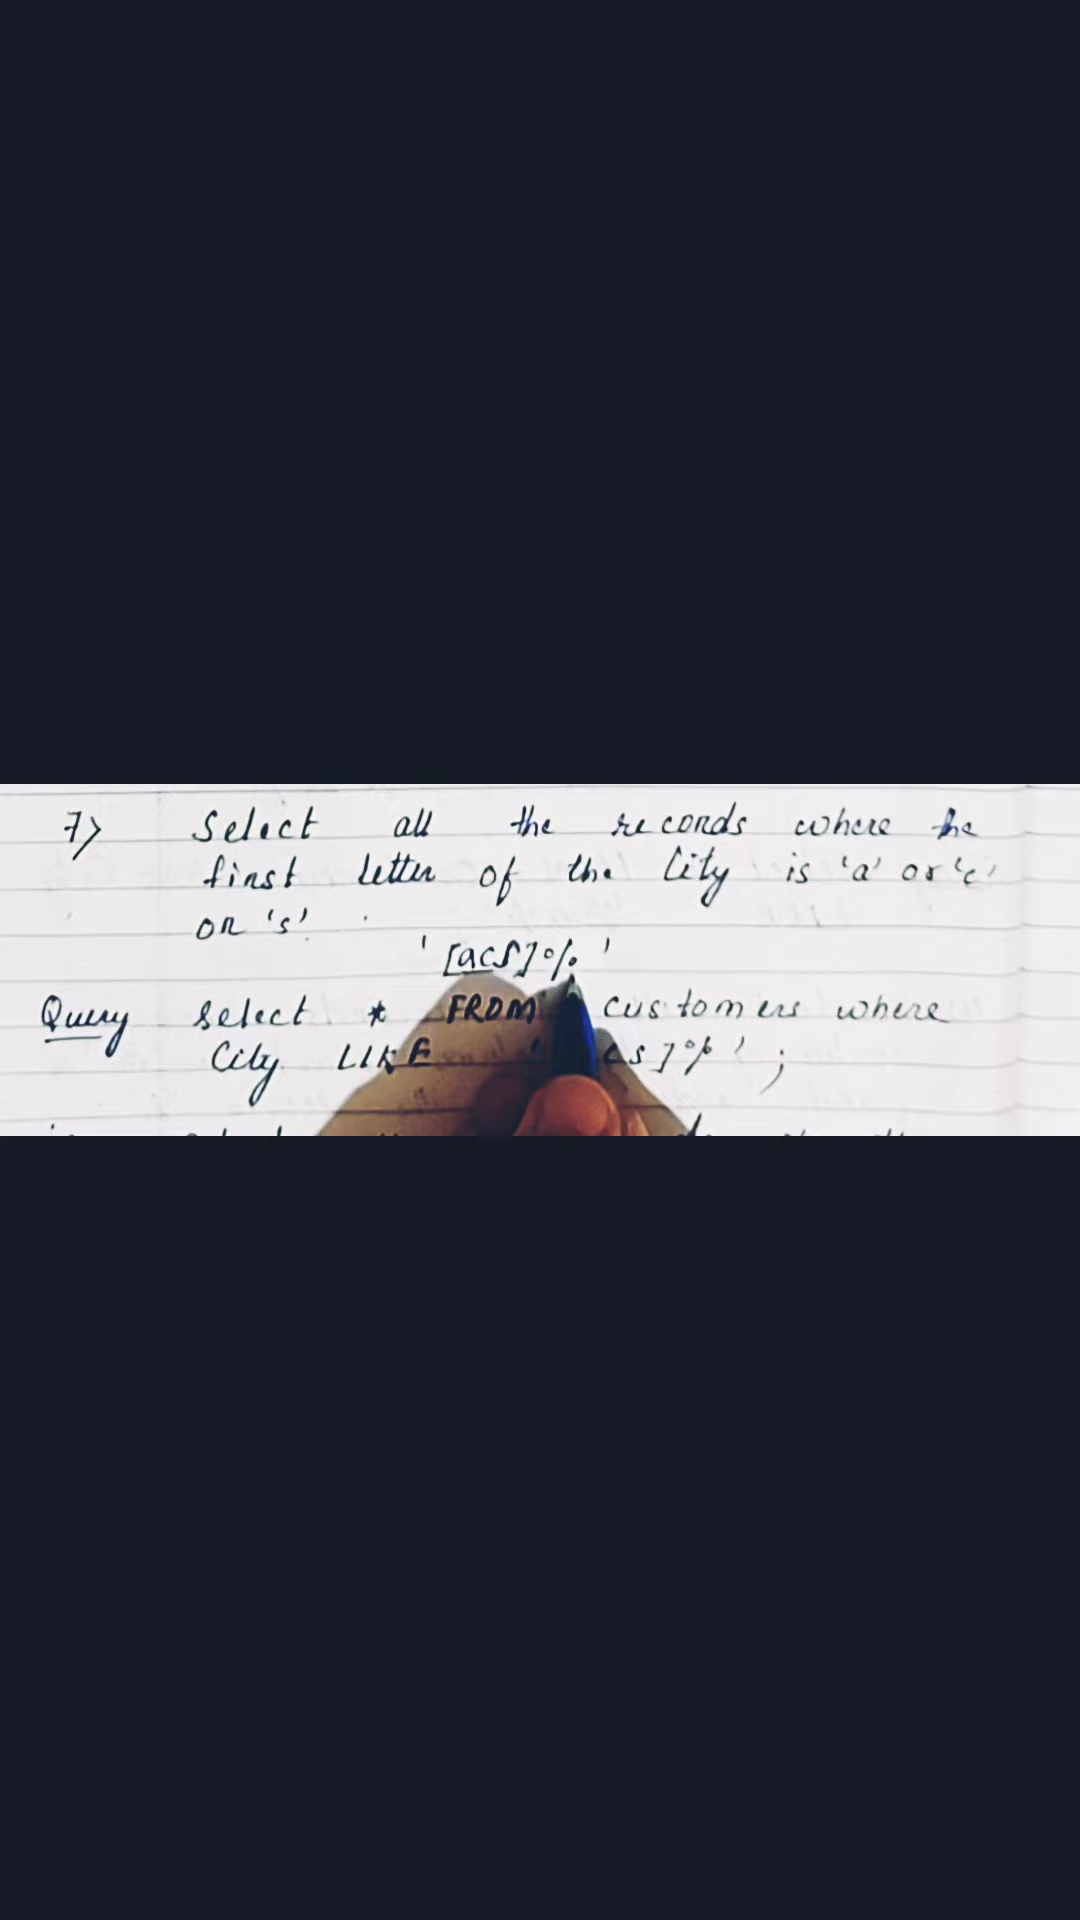 7) Select all the records where the
first letter of the City is 'a' or 'c'
or 's'.
'[acs]%'
Query Select * FROM customers where
City LIKE ' cs]%' ;